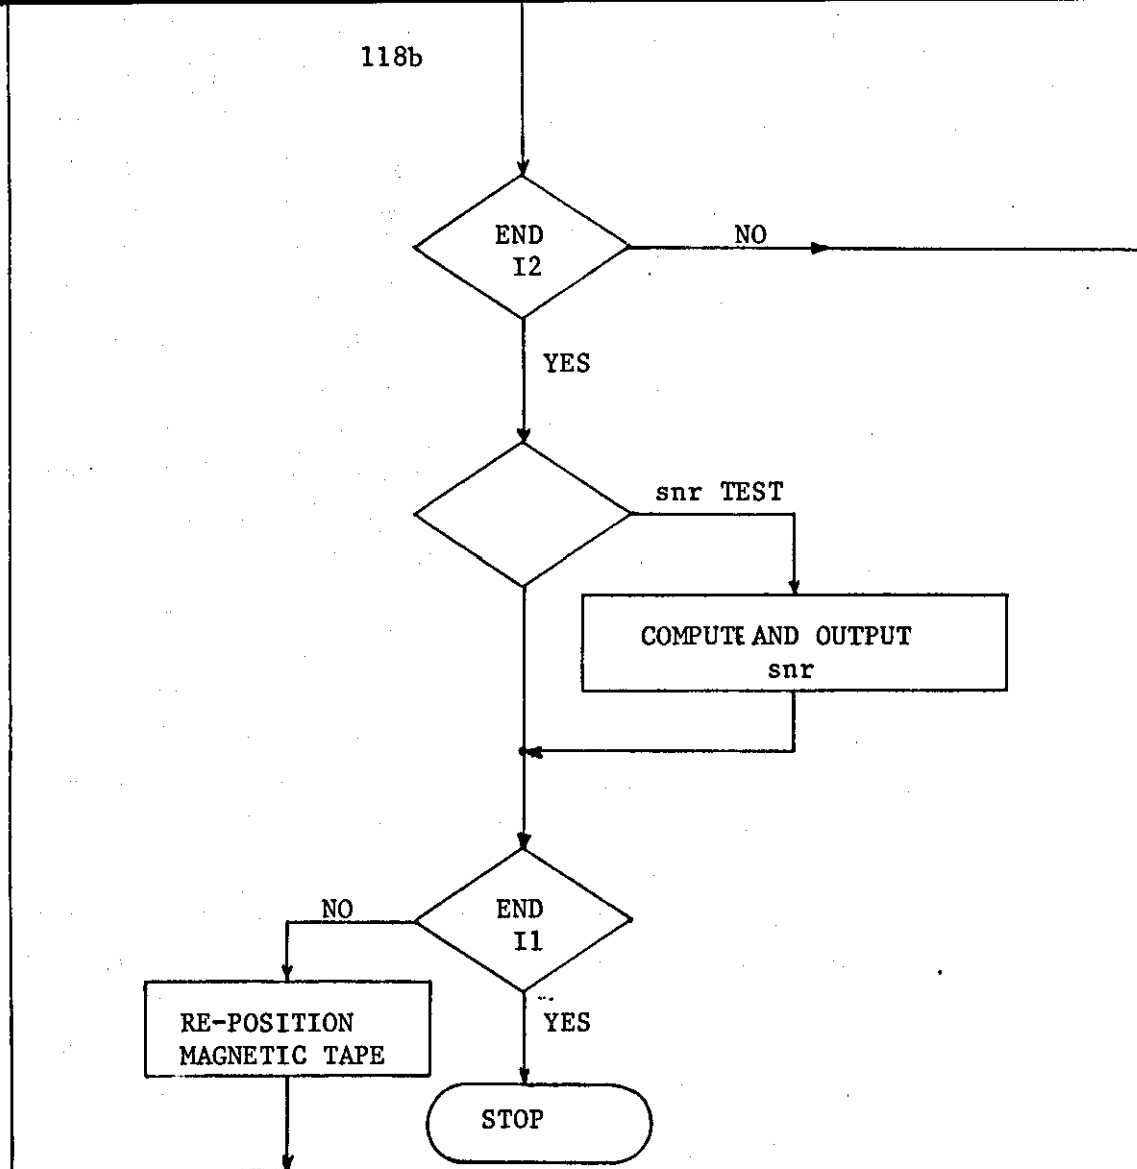 118b
END
I2
NO
YES
snr TEST
COMPUTE AND OUTPUT
snr
END
I1
NO
YES
RE-POSITION
MAGNETIC TAPE
STOP